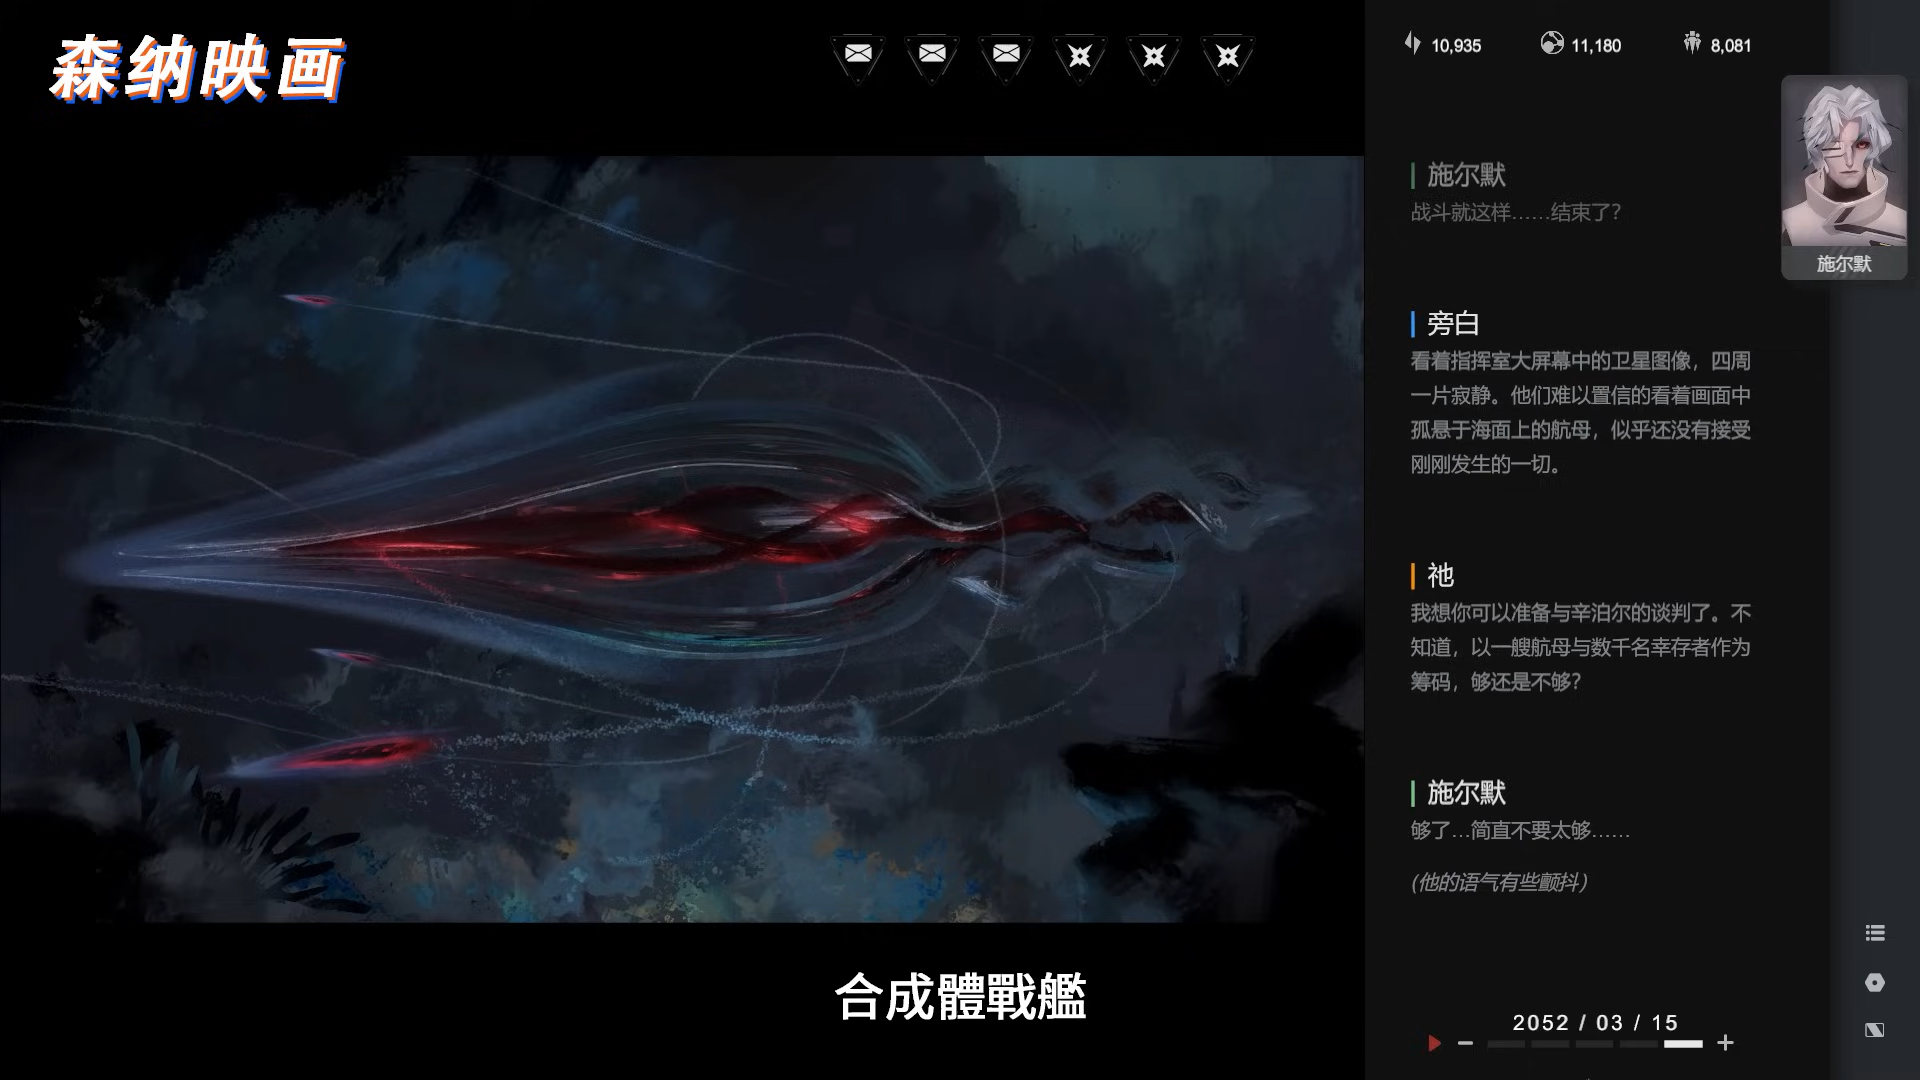 森纳映画
10,935
11,180
8,081
施尔默
施尔默
战斗就这样……结束了？
旁白
看着指挥室大屏幕中的卫星图像，四周
一片寂静。他们难以置信的看着画面中
孤悬于海面上的航母，似乎还没有接受
刚刚发生的一切。
祂
我想你可以准备与辛泊尔的谈判了。不
知道，以一艘航母与数千名幸存者作为
筹码，够还是不够？
施尔默
够了…简直不要太够……
(他的语气有些颤抖)
合成體戰艦
2052 / 03 / 15